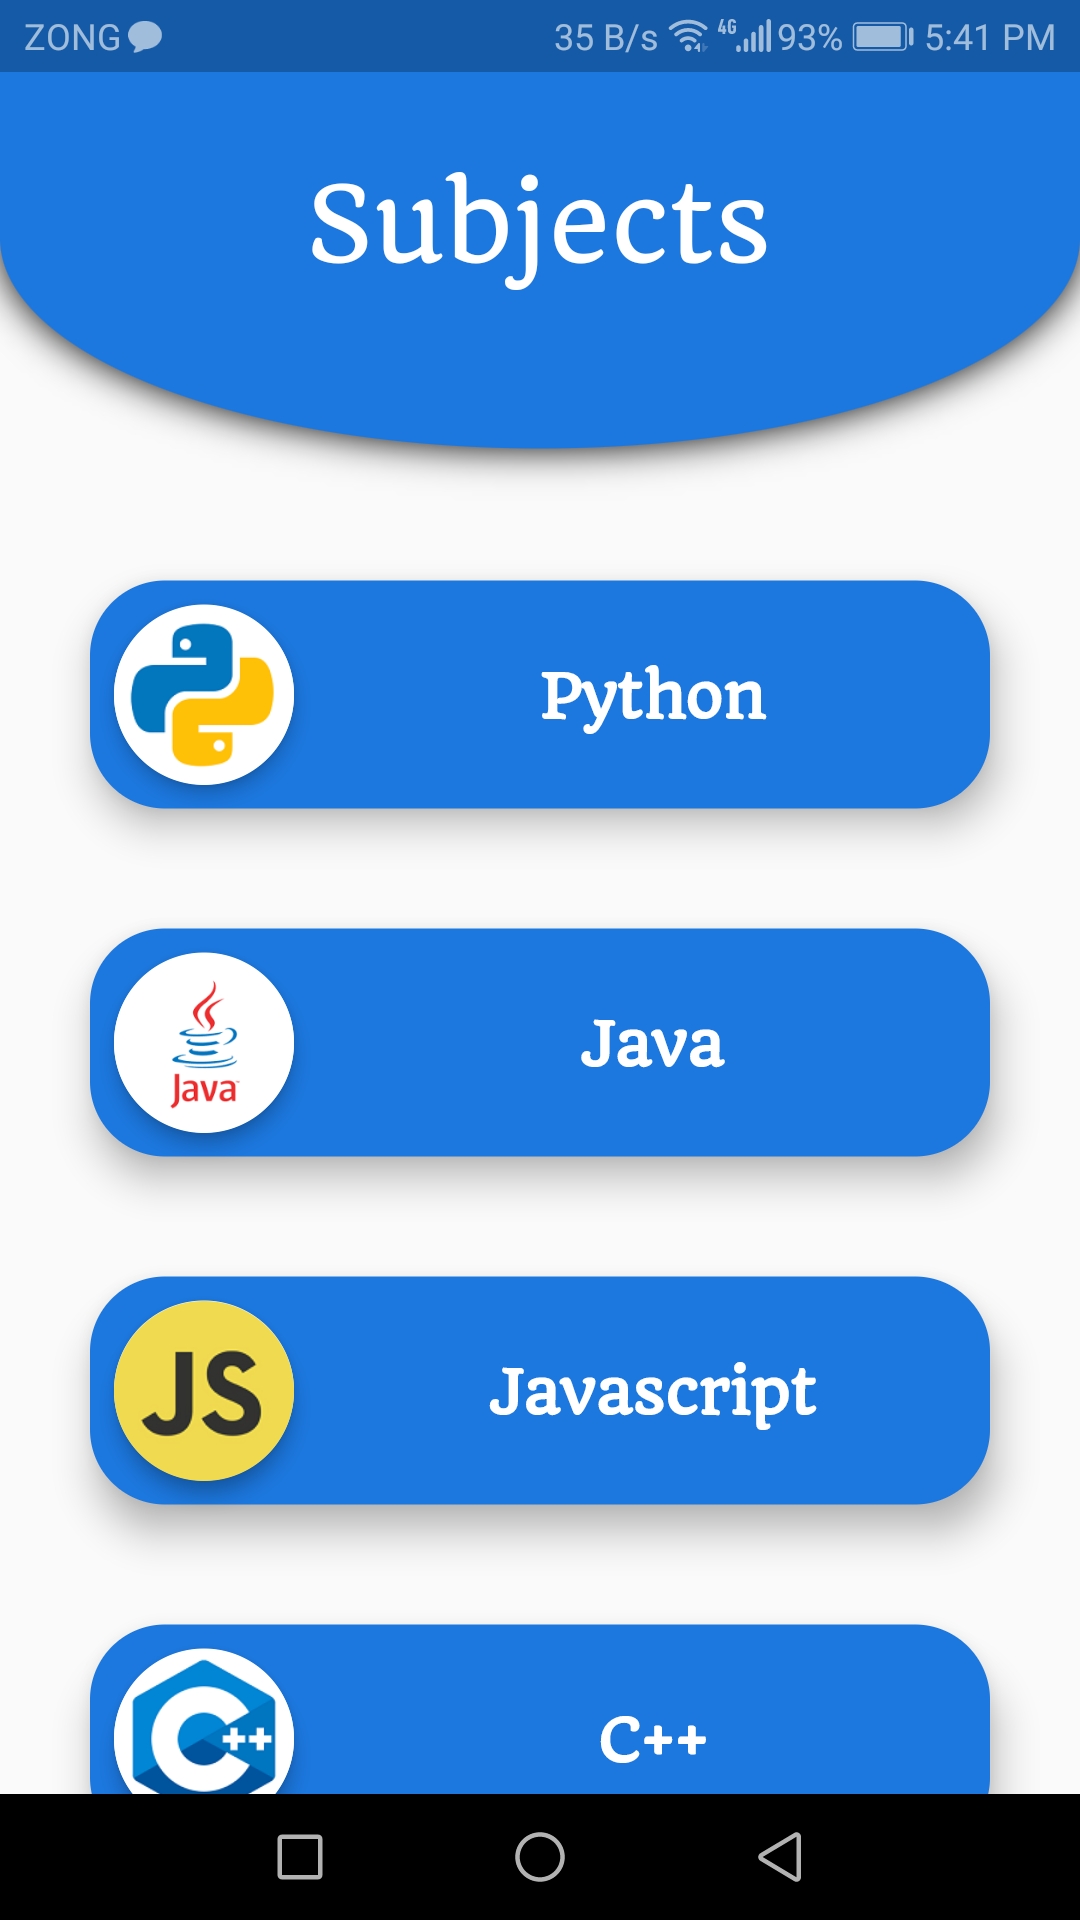 ZONG 35 B/s 4G 93% 5:41 PM
Subjects
Python
Java
Java
JS
Javascript
C++
C++